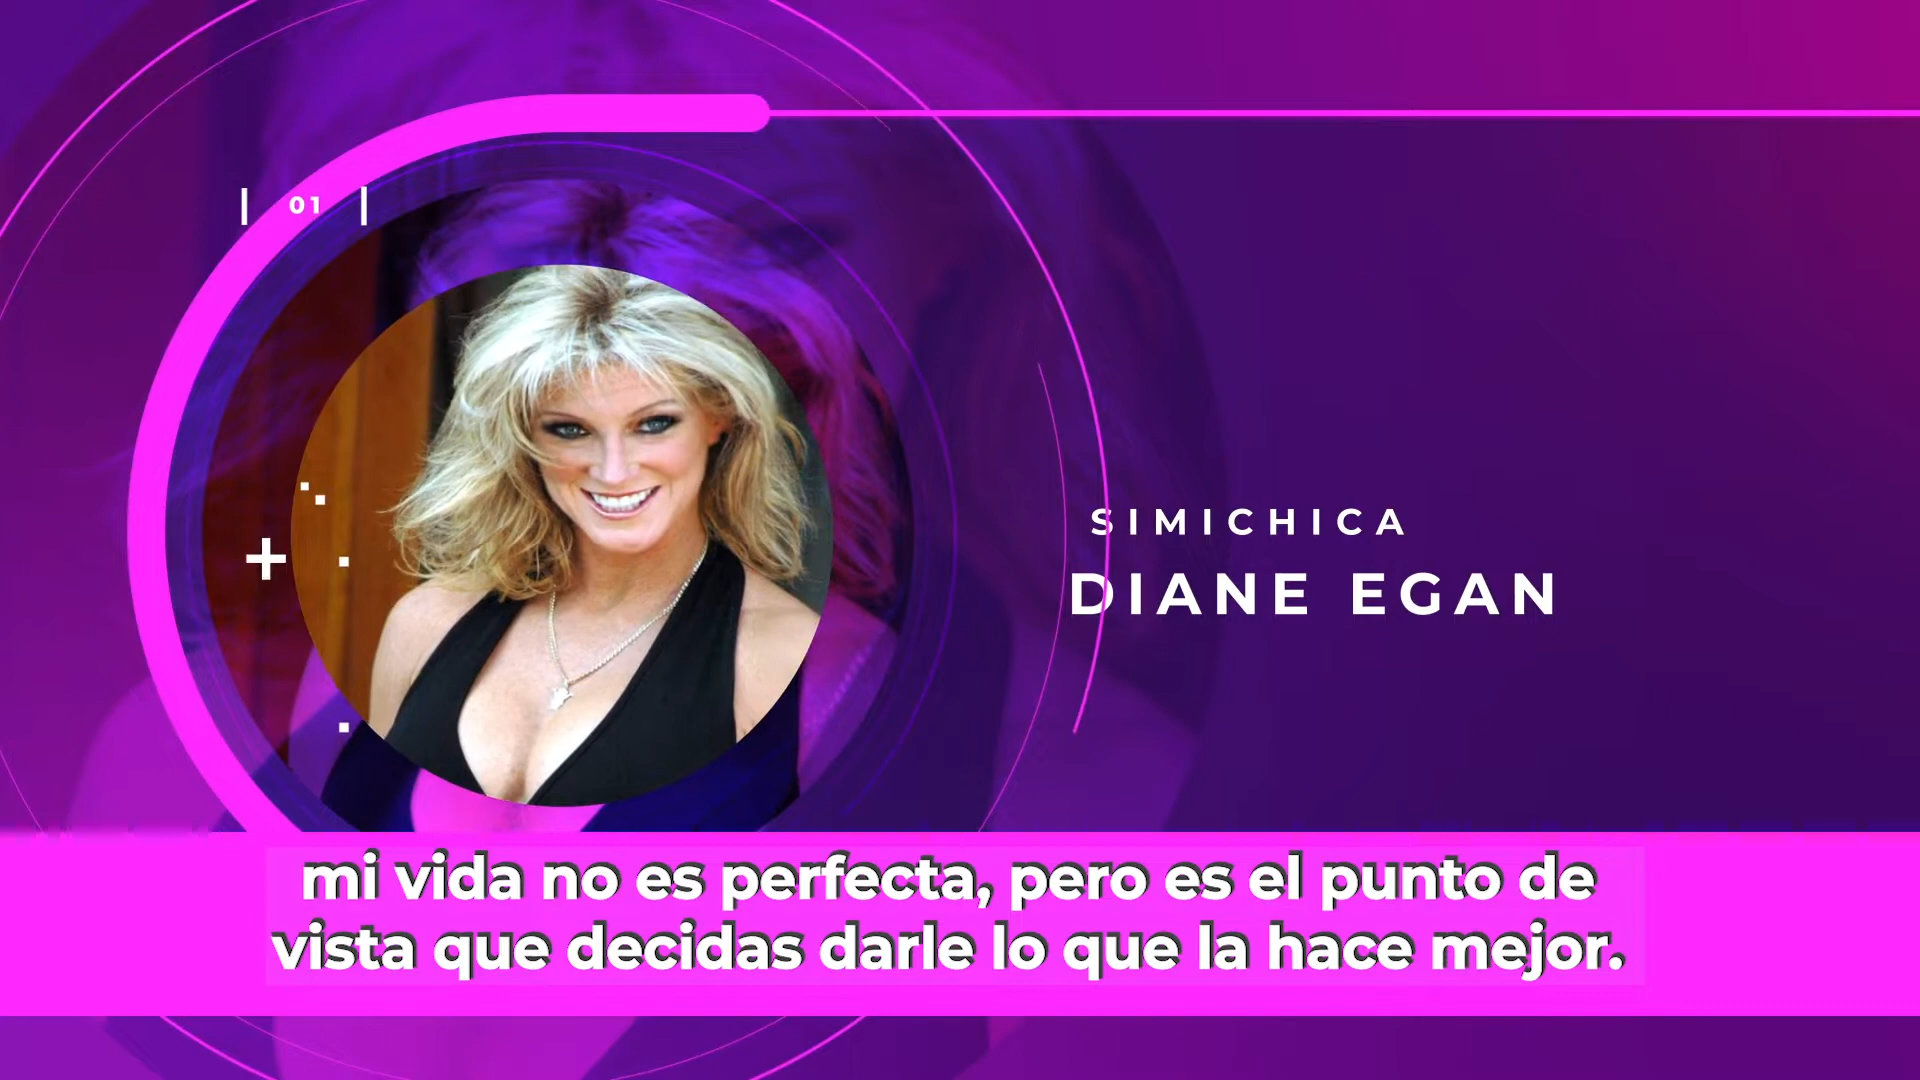 01
SIMICHICA
DIANE EGAN
mi vida no es perfecta, pero es el punto de
vista que decidas darle lo que la hace mejor.